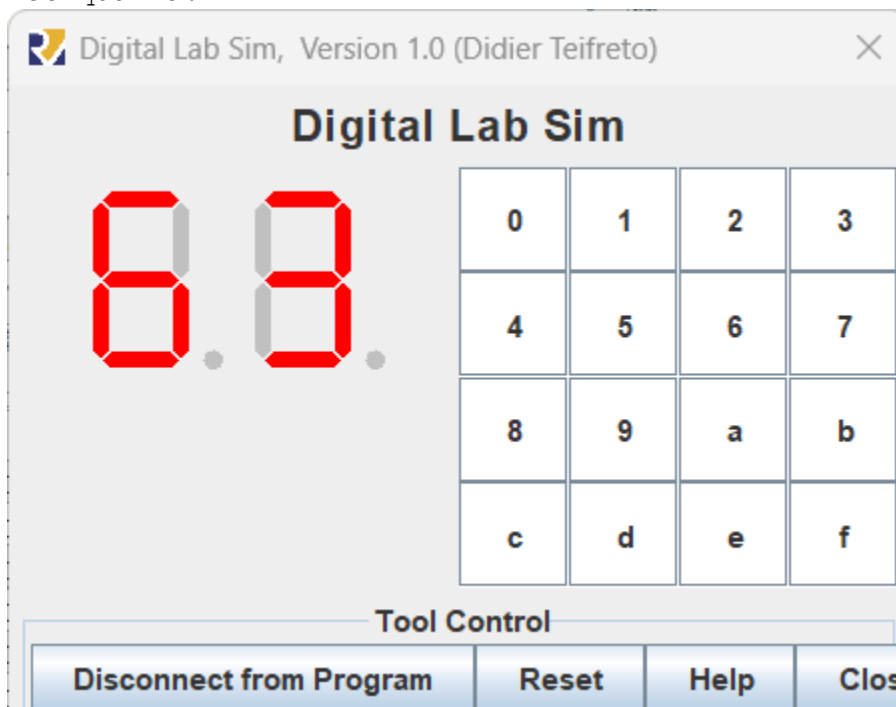 Digital Lab Sim, Version 1.0 (Didier Teifreto)
Digital Lab Sim
63
0 1 2 3
4 5 6 7
8 9 a b
c d e f
Tool Control
Disconnect from Program Reset Help